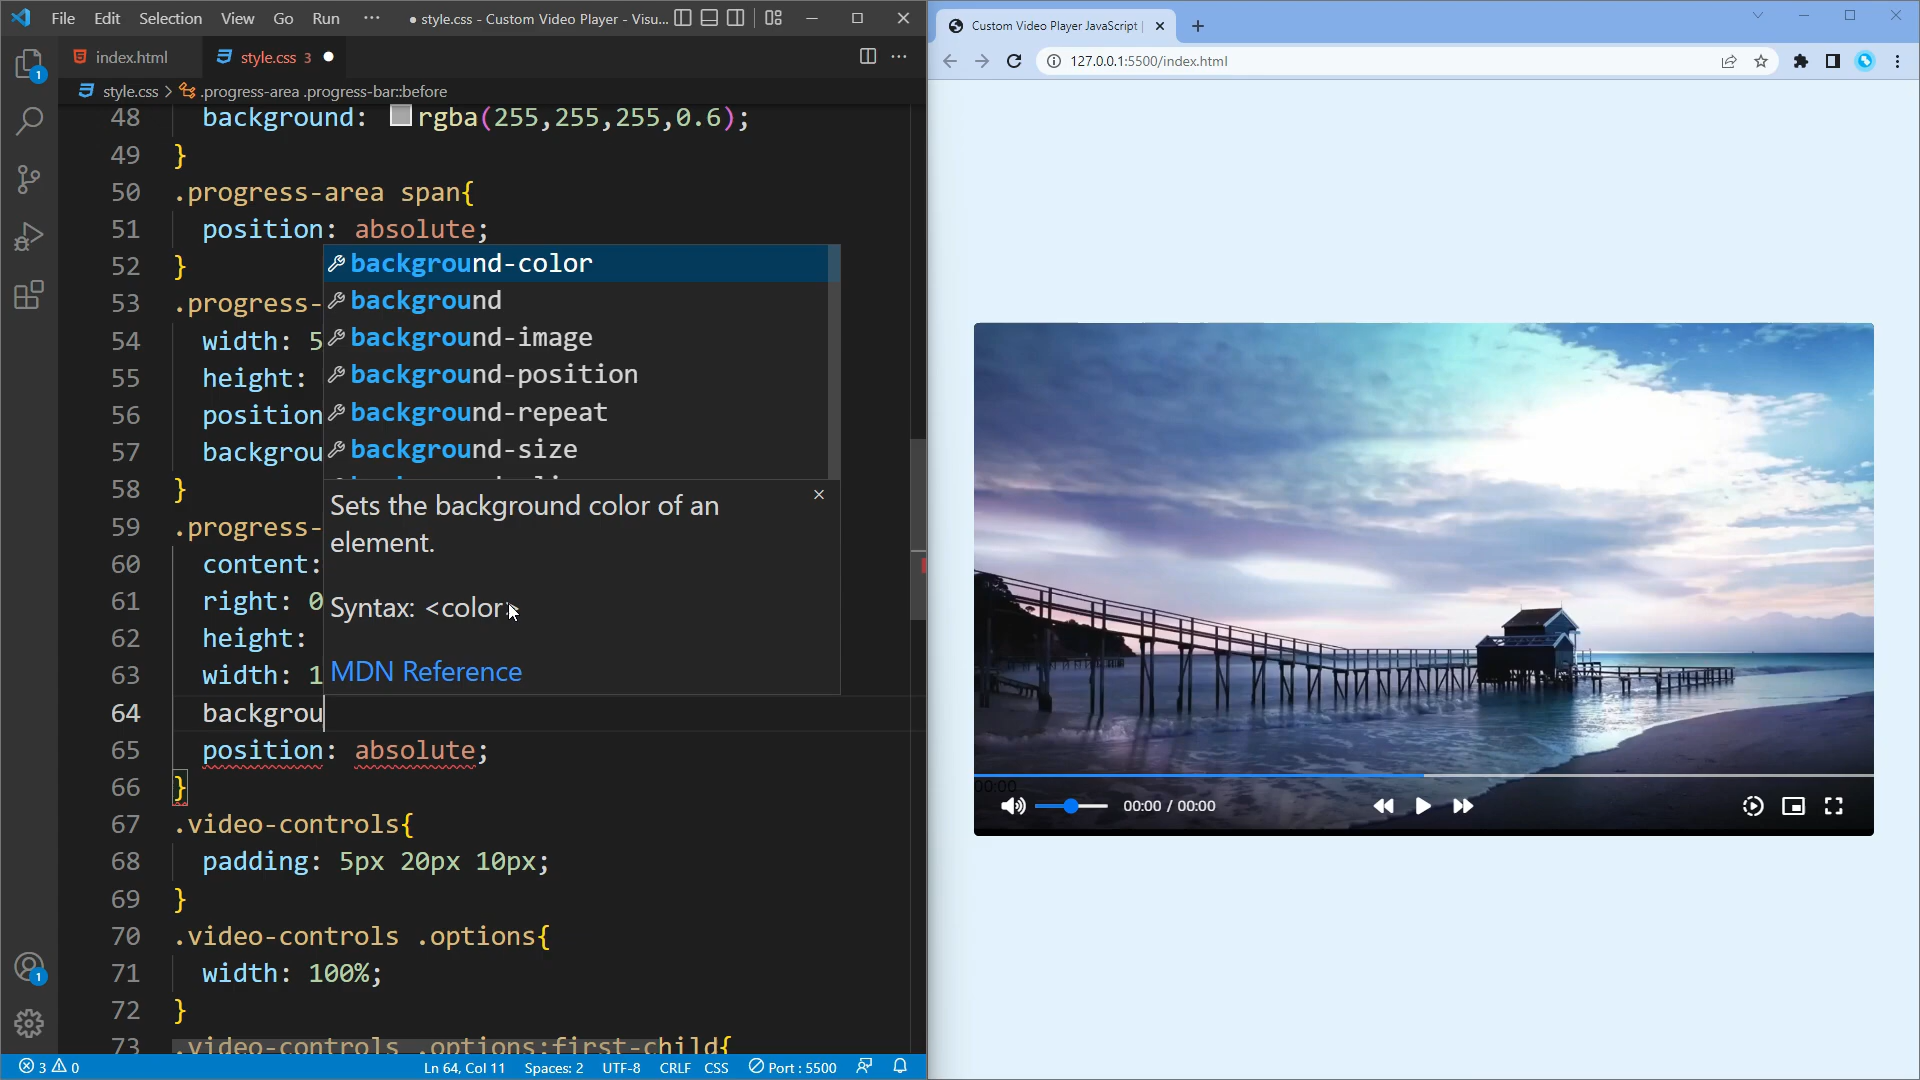 File Edit Selection View Go Run ··· ● style.css - Custom Video Player - Visu...
index.html style.css 3 ●
style.css > .progress-area .progress-bar::before
48 background: rgba(255,255,255,0.6);
49 }
50 .progress-area span{
51 position: absolute;
52 }
53 .progress-
54 width: 5
55 height:
56 position
57 backgrou
58 }
59 .progress-
60 content:
61 right: 0
62 height:
63 width: 1
64 backgrou
65 position: absolute;
66 }
67 .video-controls{
68 padding: 5px 20px 10px;
69 }
70 .video-controls .options{
71 width: 100%;
72 }
73 .video-controls .options:first-child{
background-color
background
background-image
background-position
background-repeat
background-size
Sets the background color of an
element.
Syntax: <color>
MDN Reference
1
1
3 0 Ln 64, Col 11 Spaces: 2 UTF-8 CRLF CSS Port : 5500
Custom Video Player JavaScript |
127.0.0.1:5500/index.html
00:00
00:00 / 00:00